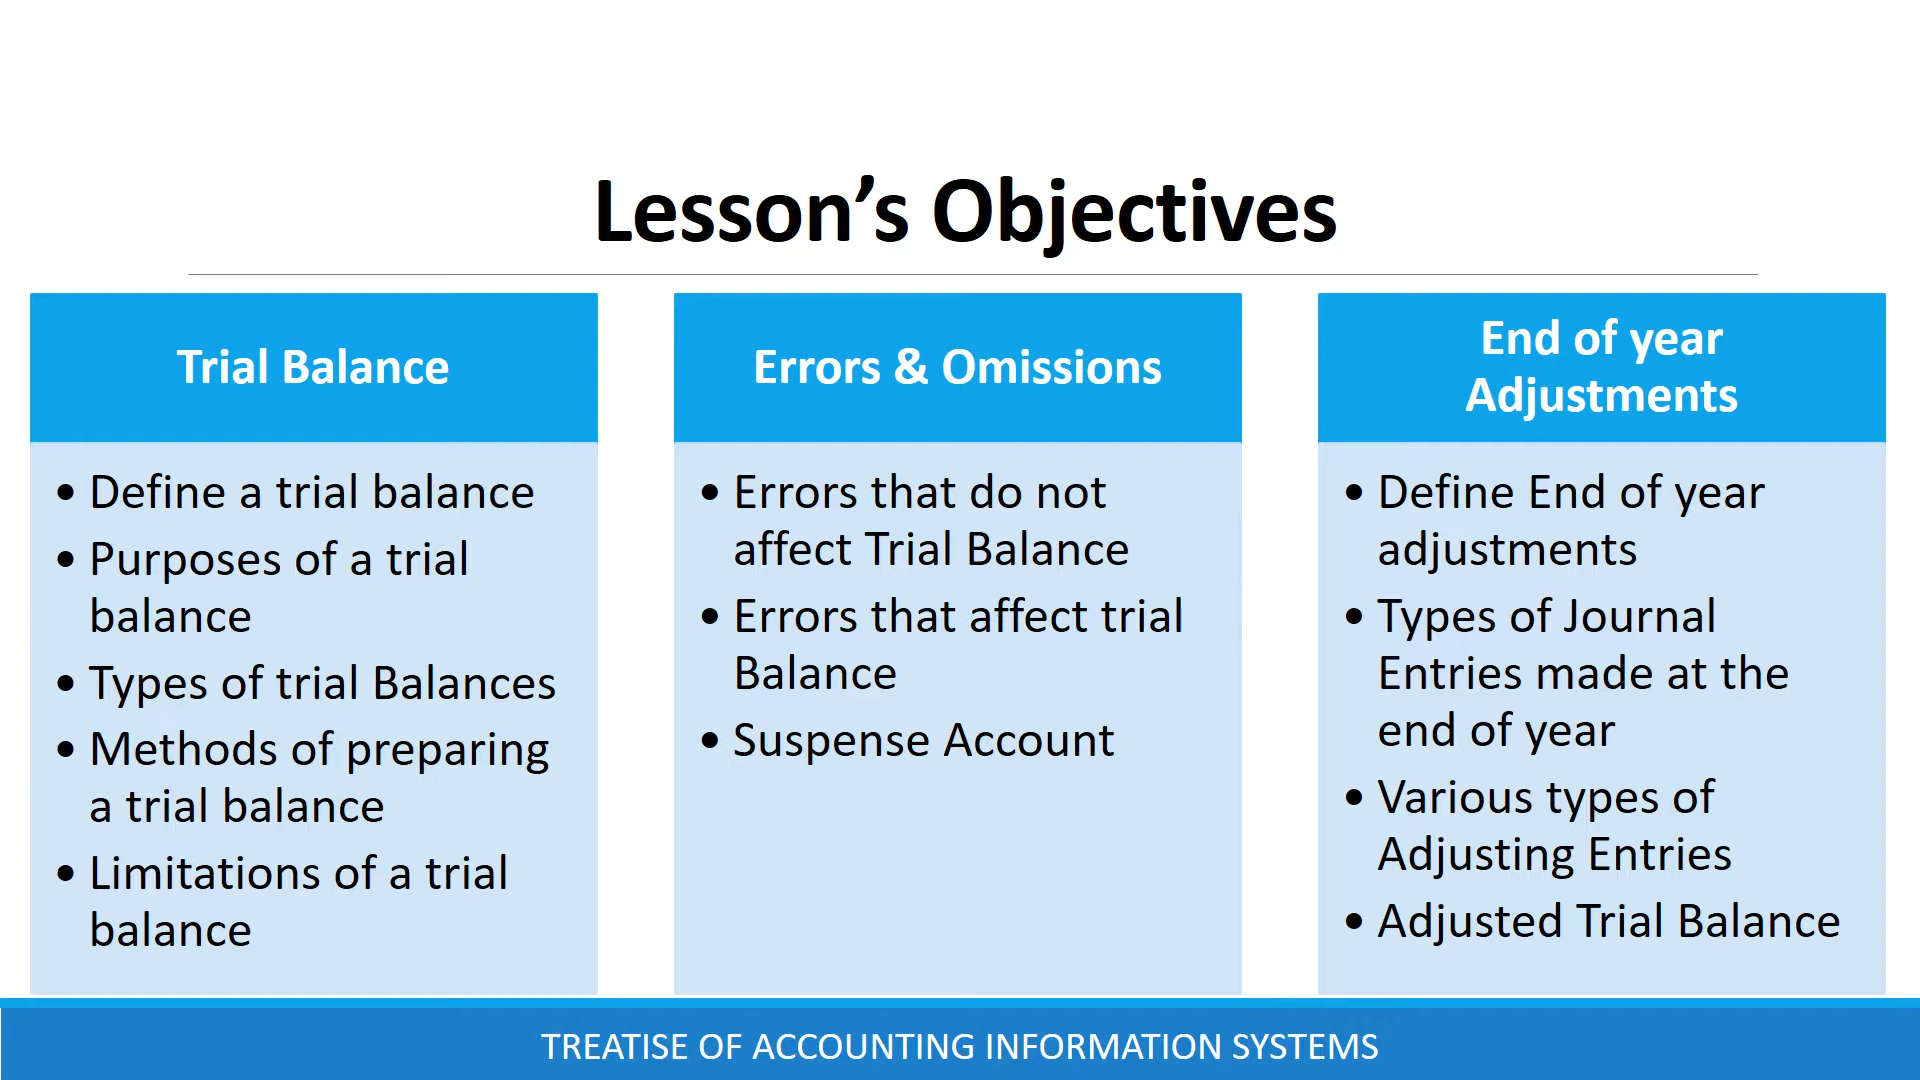 Lesson’s Objectives
Trial Balance
• Define a trial balance
• Purposes of a trial
balance
• Types of trial Balances
• Methods of preparing
a trial balance
• Limitations of a trial
balance
Errors & Omissions
• Errors that do not
affect Trial Balance
• Errors that affect trial
Balance
• Suspense Account
End of year
Adjustments
• Define End of year
adjustments
• Types of Journal
Entries made at the
end of year
• Various types of
Adjusting Entries
• Adjusted Trial Balance
TREATISE OF ACCOUNTING INFORMATION SYSTEMS